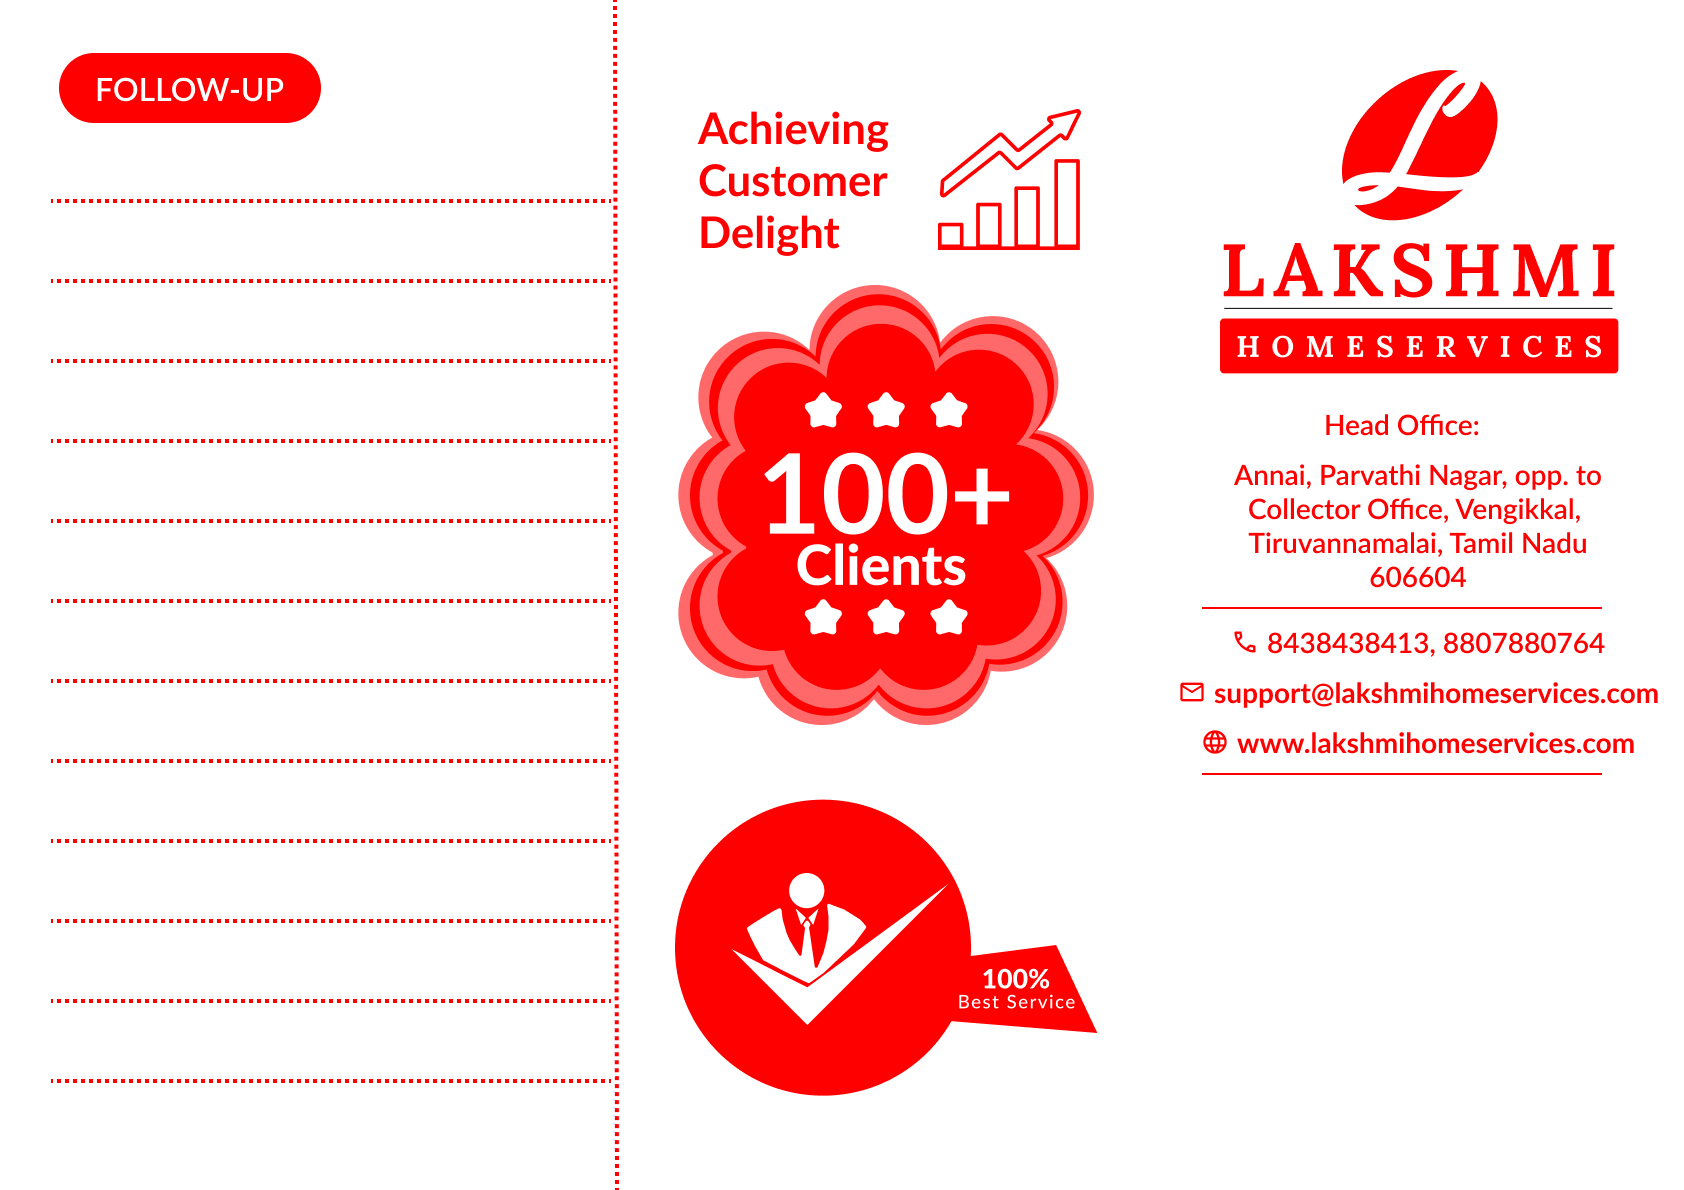 FOLLOW-UP
Achieving
Customer
Delight
100+
Clients
100%
Best Service
L
LAKSHMI
HOMESERVICES
Head Office:
Annai, Parvathi Nagar, opp. to
Collector Office, Vengikkal,
Tiruvannamalai, Tamil Nadu
606604
8438438413, 8807880764
support@lakshmihomeservices.com
www.lakshmihomeservices.com